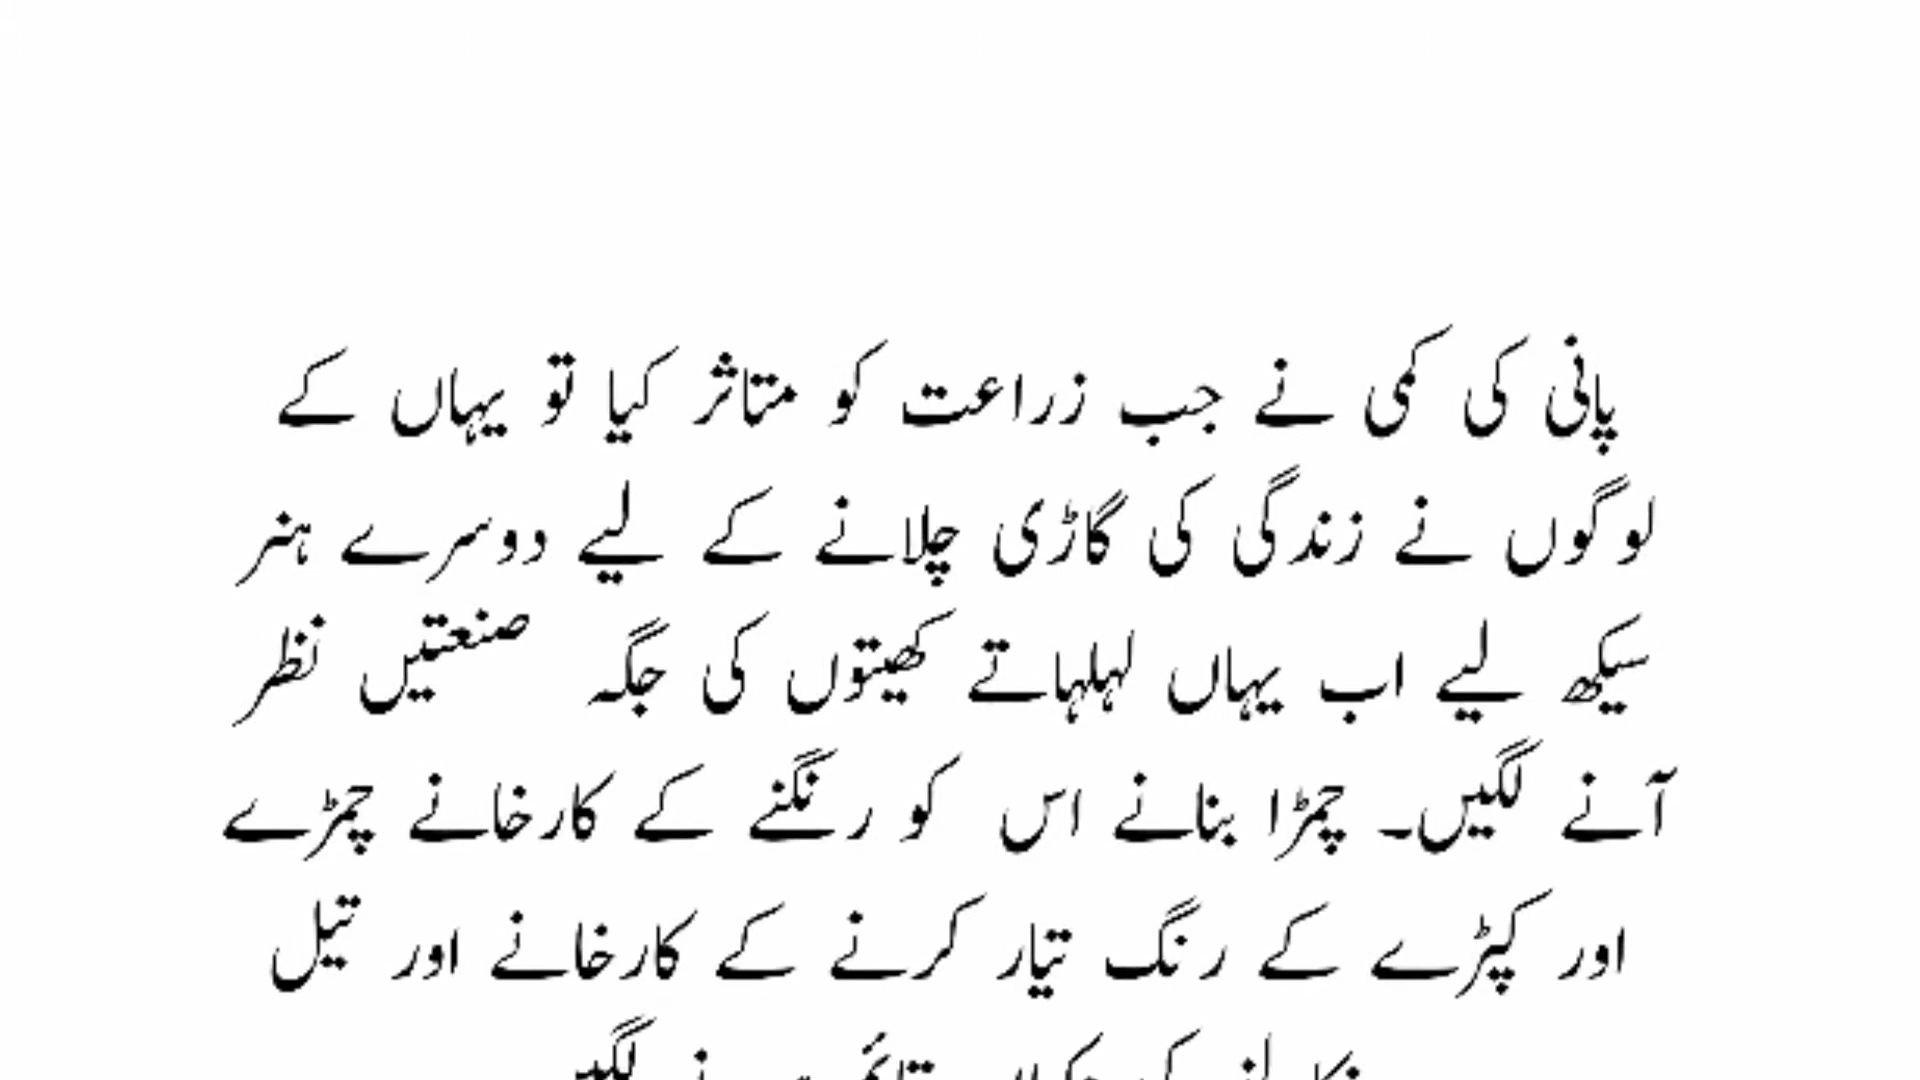 پانی کی کمی نے جب زراعت کو متاثر کیا تو یہاں کے
لوگوں نے زندگی کی گاڑی چلانے کے لیے دوسرے ہنر
سیکھ لیے اب یہاں لہلہاتے کھیتوں کی جگہ صنعتیں نظر
آنے لگیں۔ چمڑا بنانے اس کو رنگنے کے کارخانے چمڑے
اور کپڑے کے رنگ تیار کرنے کے کارخانے اور تیل